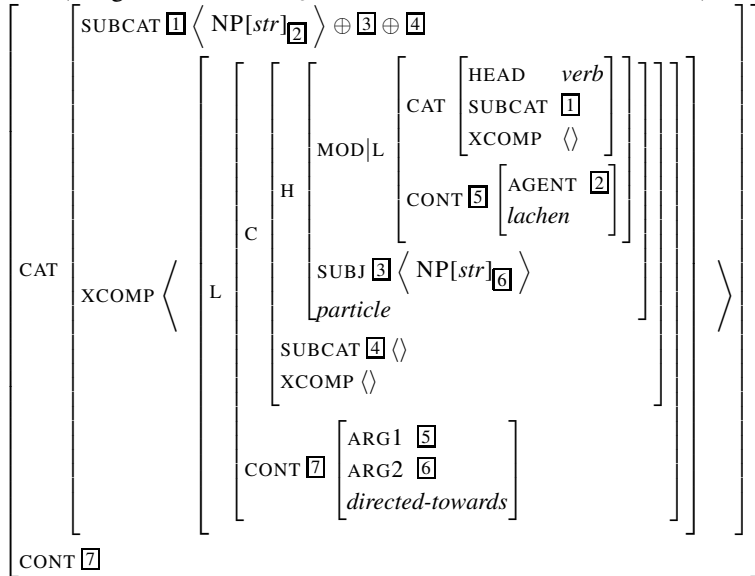 SUBCAT 1 ⟨ NP[str]2 ⟩ ⊕ 3 ⊕ 4
HEAD verb
CAT SUBCAT 1
XCOMP ⟨⟩
MOD|L
H
CONT 5 AGENT 2
lachen
C
CAT
XCOMP ⟨ L
SUBJ 3 ⟨ NP[str]6 ⟩
particle
SUBCAT 4 ⟨⟩
XCOMP ⟨⟩
⟩
ARG1 5
CONT 7 ARG2 6
directed-towards
CONT 7